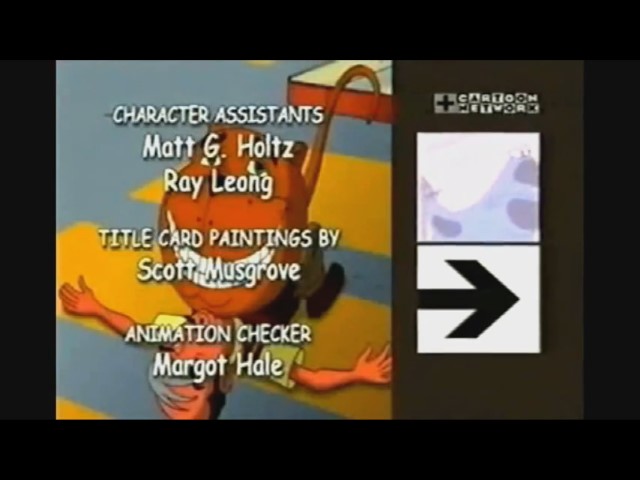 CHARACTER ASSISTANTS
Matt G. Holtz
Ray Leong
TITLE CARD PAINTINGS BY
Scott Musgrove
ANIMATION CHECKER
Margot Hale
CARTOON
NETWORK